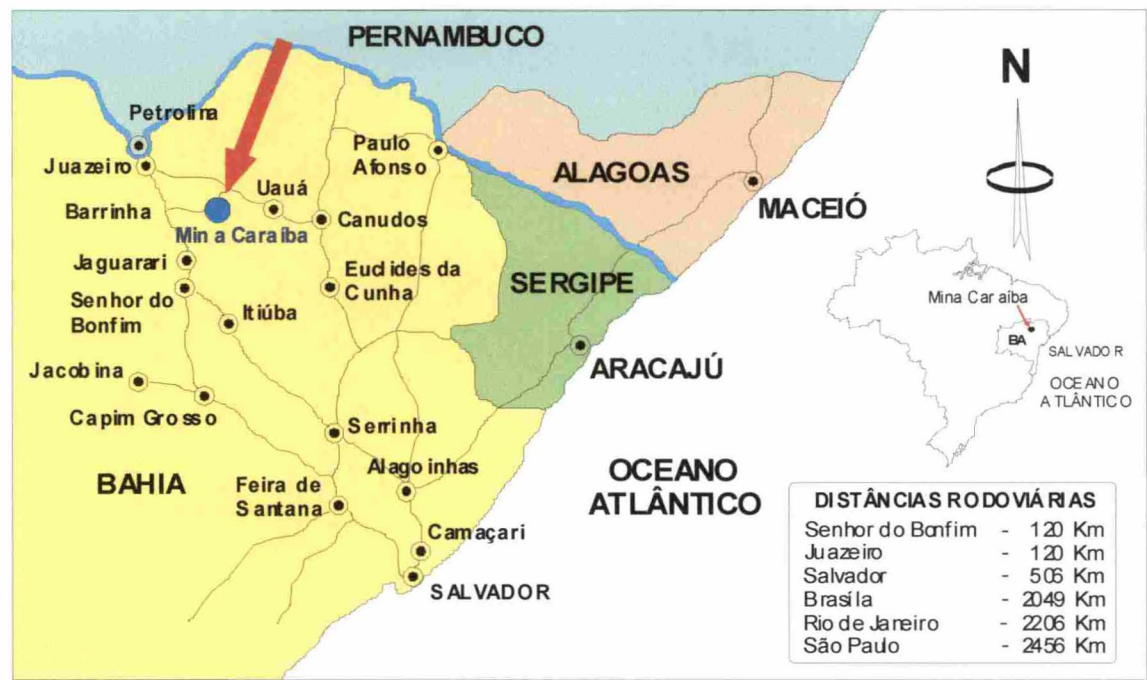 PERNAMBUCO
N
Petrolina
Juazeiro
Paulo
Afonso
ALAGOAS
Uauá
Barrinha
Canudos
MACEIÓ
Mina Caraíba
Jaguarari
Euclides da
Cunha
SERGIPE
Senhor do
Bonfim
Itiúba
Mina Caraíba
BA
SALVADOR
OCEANO
ATLÂNTICO
Jacobina
ARACAJÚ
Capim Grosso
Serrinha
BAHIA
Alagoinhas
OCEANO
ATLÂNTICO
Feira de
Santana
Camaçari
SALVADOR
DISTÂNCIAS RODOVIÁRIAS
Senhor do Bonfim - 120 Km
Juazeiro - 120 Km
Salvador - 506 Km
Brasíla - 2049 Km
Rio de Janeiro - 2206 Km
São Paulo - 2456 Km